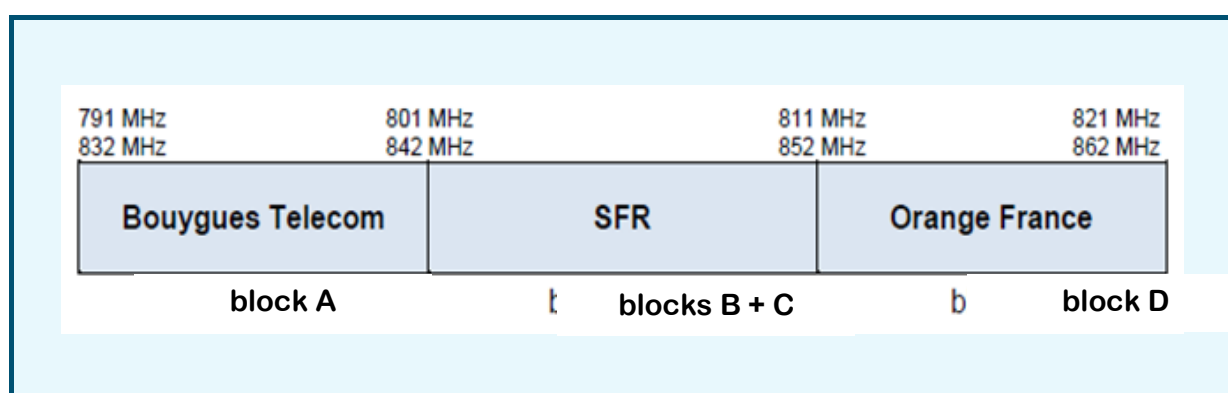 791 MHz 801 MHz 811 MHz 821 MHz
832 MHz 842 MHz 852 MHz 862 MHz
Bouygues Telecom SFR Orange France
block A b blocks B + C b block D